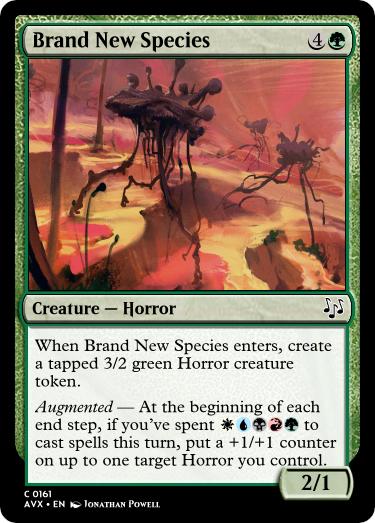 Brand New Species 4
Creature — Horror
When Brand New Species enters, create
a tapped 3/2 green Horror creature
token.
Augmented — At the beginning of each
end step, if you've spent
to
cast spells this turn, put a +1/+1 counter
on up to one target Horror you control.
2/1
C 0161
AVX • EN Jonathan Powell